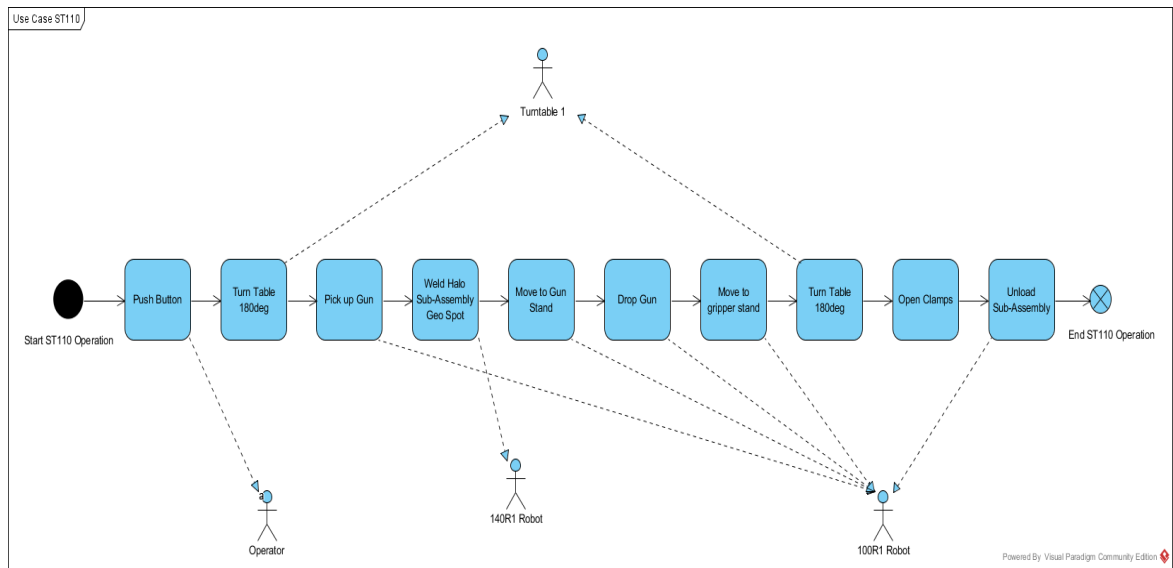 Use Case ST110
Turntable 1
Start ST110 Operation
Push Button
Turn Table
180deg
Pick up Gun
Weld Halo
Sub-Assembly
Geo Spot
Move to Gun
Stand
Drop Gun
Move to
gripper stand
Turn Table
180deg
Open Clamps
Unload
Sub-Assembly
End ST110 Operation
a
Operator
140R1 Robot
100R1 Robot
Powered By Visual Paradigm Community Edition